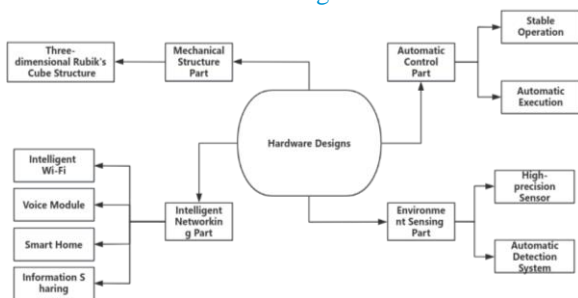 Three-
dimensional Rubik's
Cube Structure
Mechanical
Structure
Part
Automatic
Control
Part
Stable
Operation
Automatic
Execution
Hardware Designs
Intelligent
Wi-Fi
Voice Module
Smart Home
Information S
haring
Intelligent
Networkin
g Part
Environme
nt Sensing
Part
High-
precision
Sensor
Automatic
Detection
System